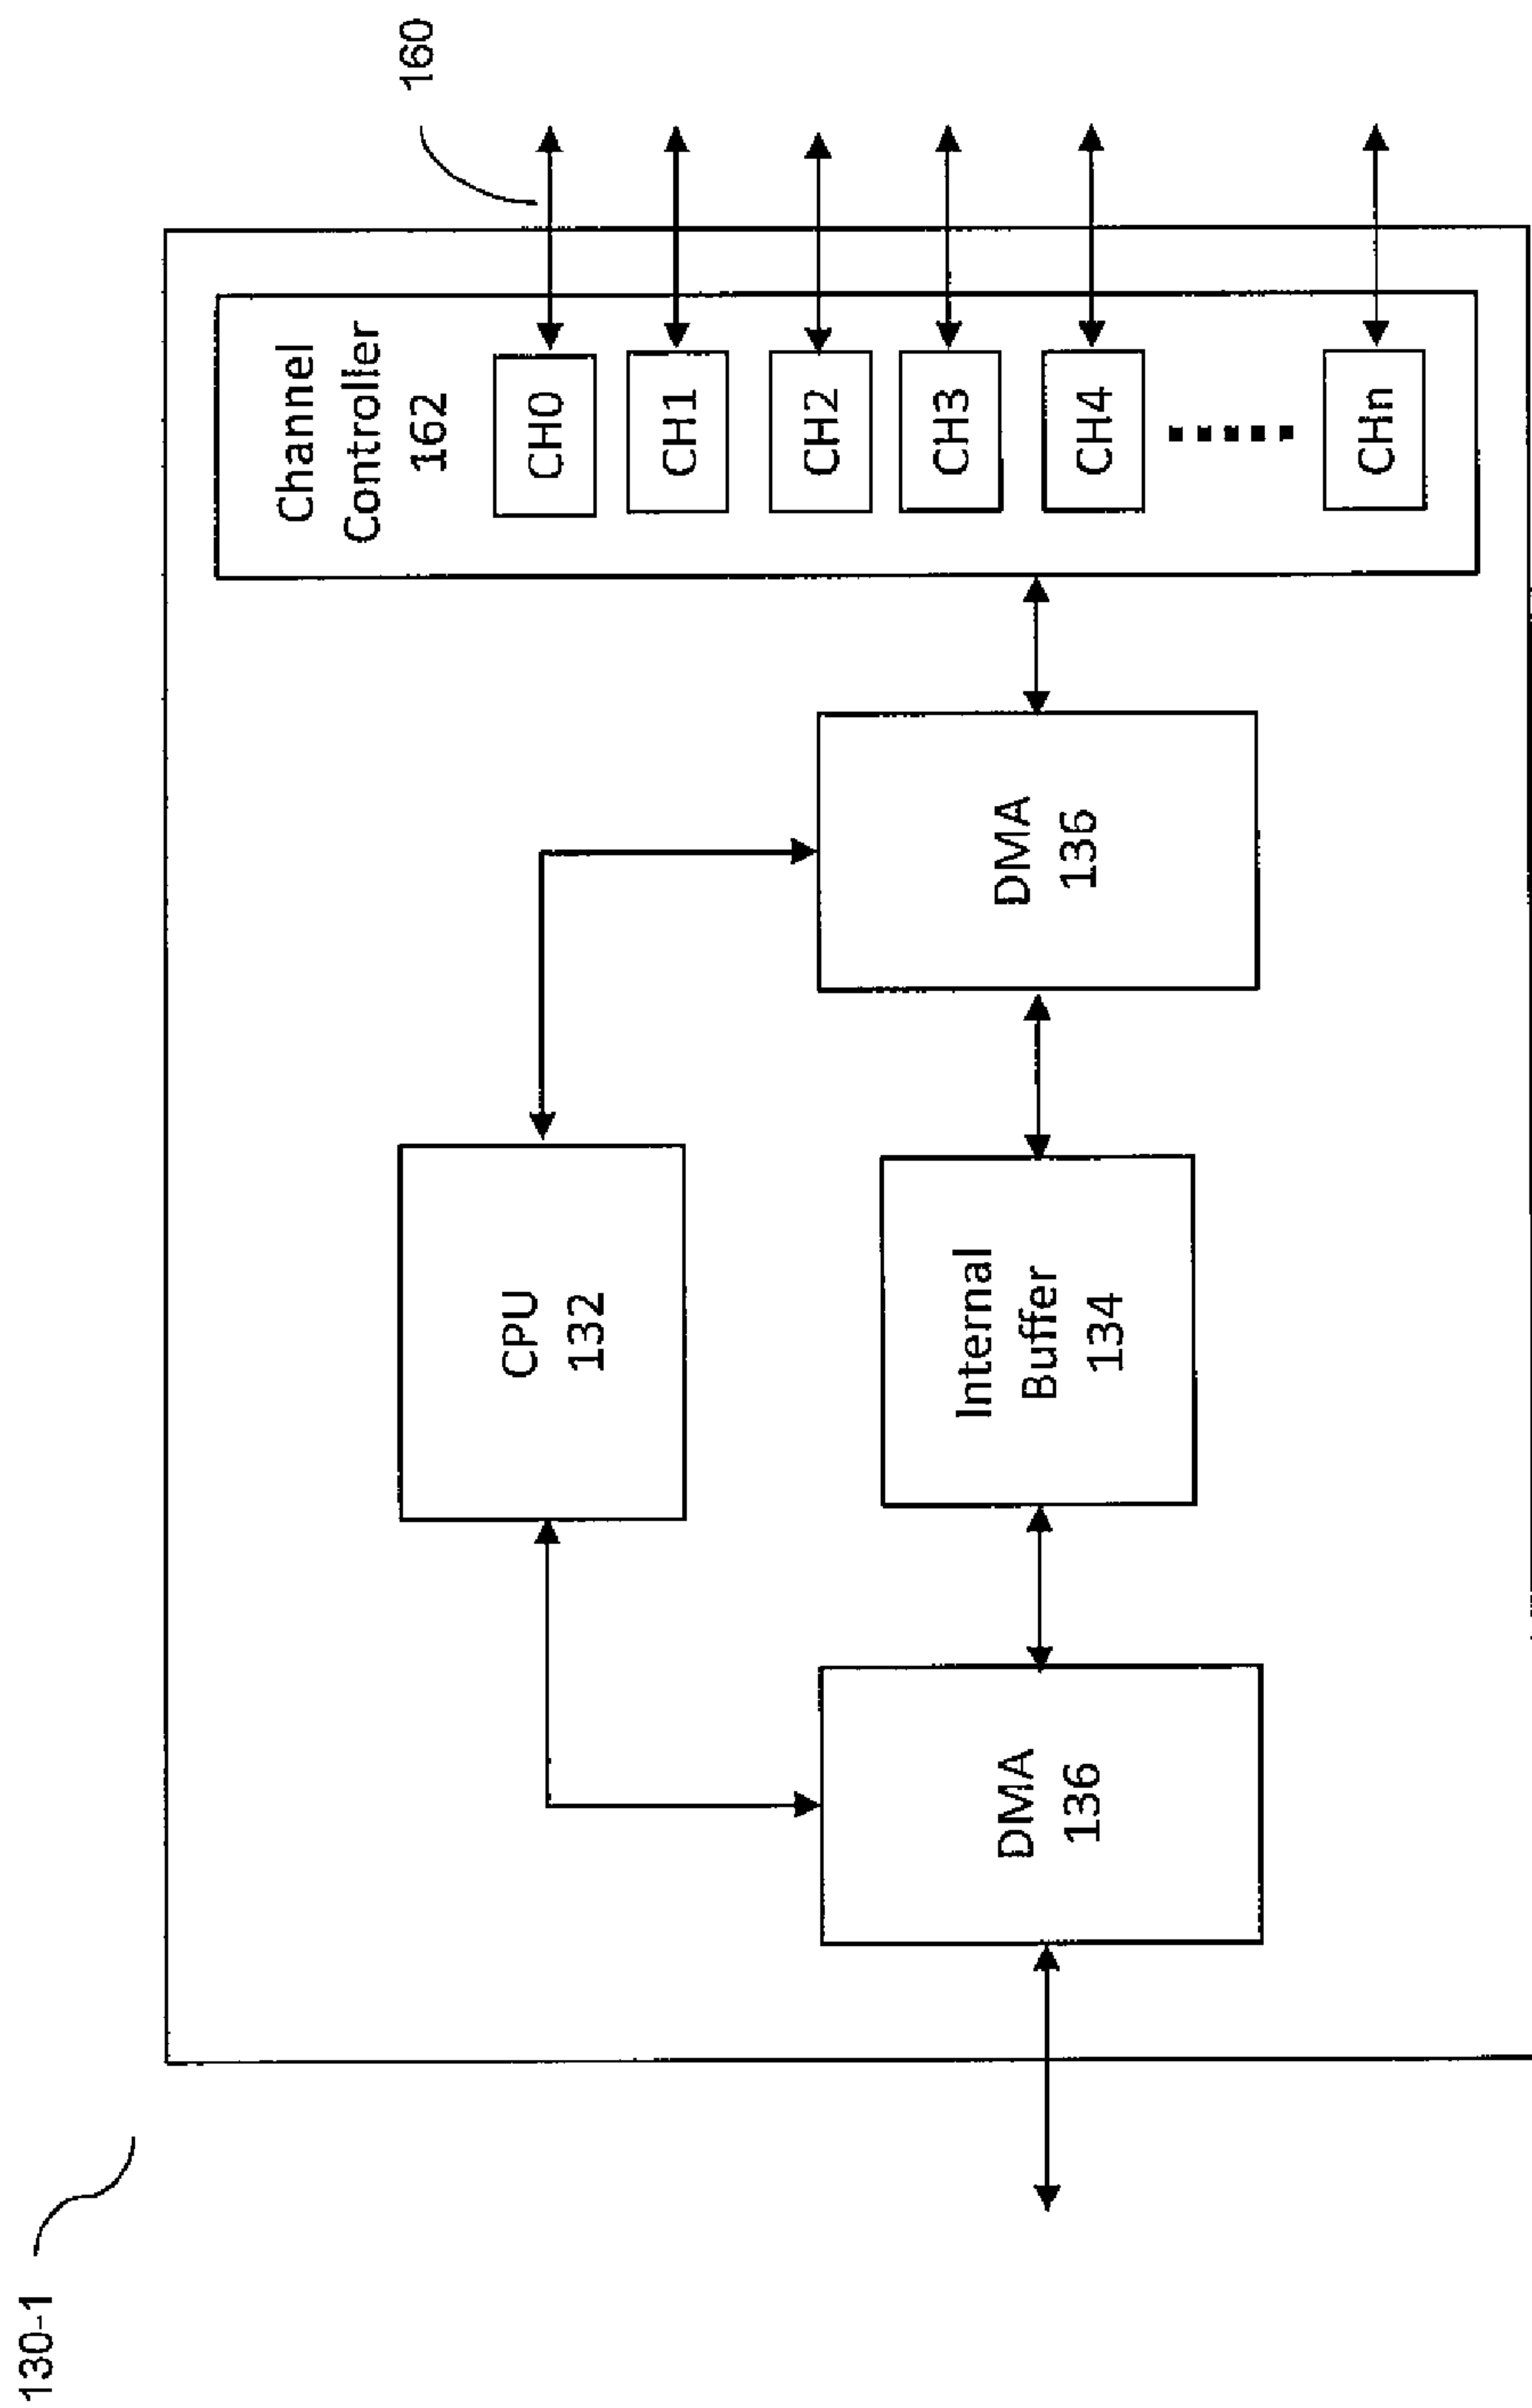 130-1
160
Channel
Controller
162
CH0
CH1
CH2
CH3
CH4
CHn
CPU
132
DMA
136
Internal
Buffer
134
DMA
136